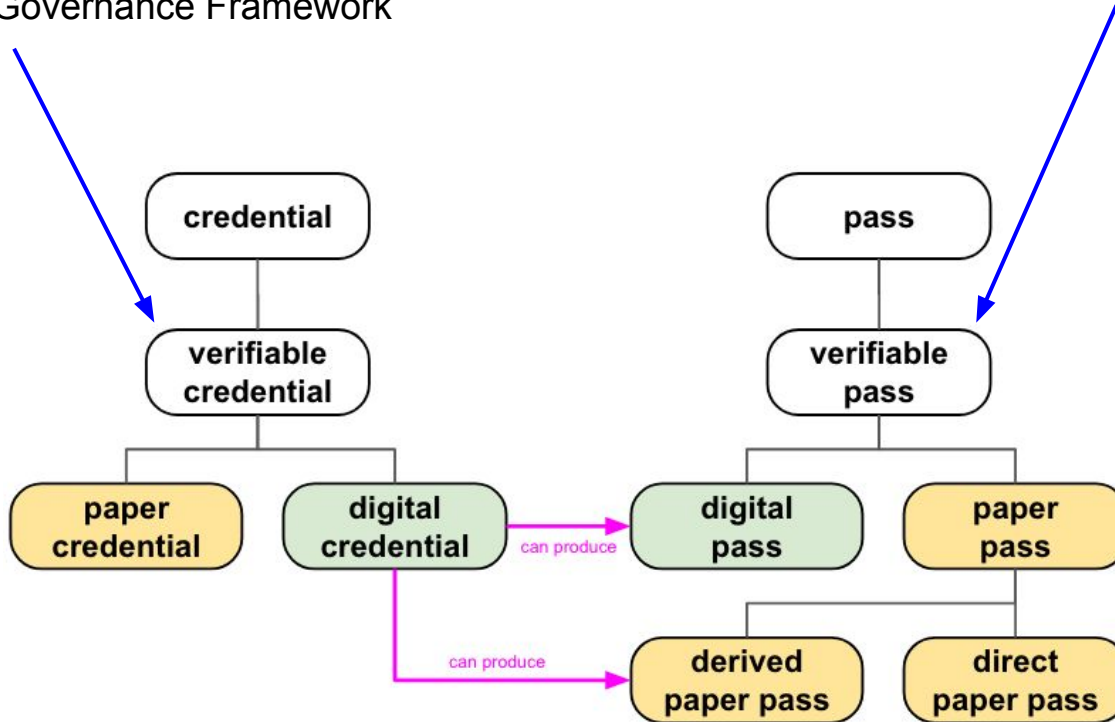 Governance Framework
credential
pass
verifiable
credential
verifiable
pass
paper
credential
digital
credential
can produce
digital
pass
paper
pass
can produce
derived
paper pass
direct
paper pass